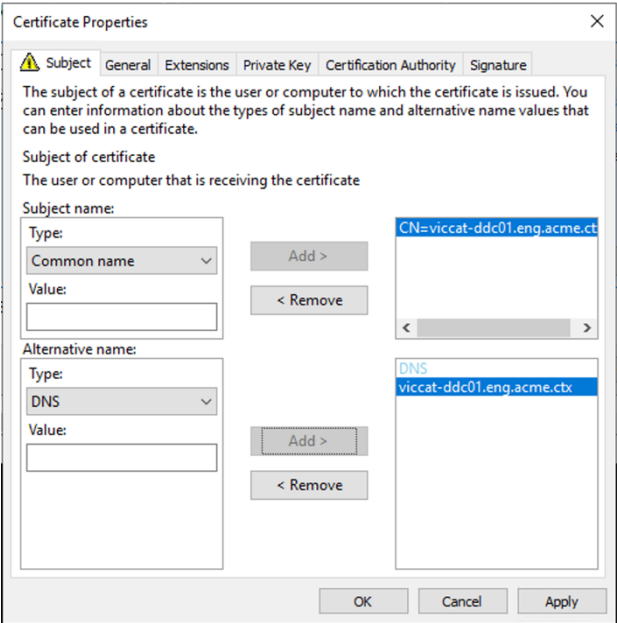 Certificate Properties
Subject General Extensions Private Key Certification Authority Signature
The subject of a certificate is the user or computer to which the certificate is issued. You
can enter information about the types of subject name and alternative name values that
can be used in a certificate.
Subject of certificate
The user or computer that is receiving the certificate
Subject name:
Type:
Common name
Value:
Add >
< Remove
CN=viccat-ddc01.eng.acme.ct
Alternative name:
Type:
DNS
Value:
Add >
< Remove
DNS
viccat-ddc01.eng.acme.ctx
OK Cancel Apply